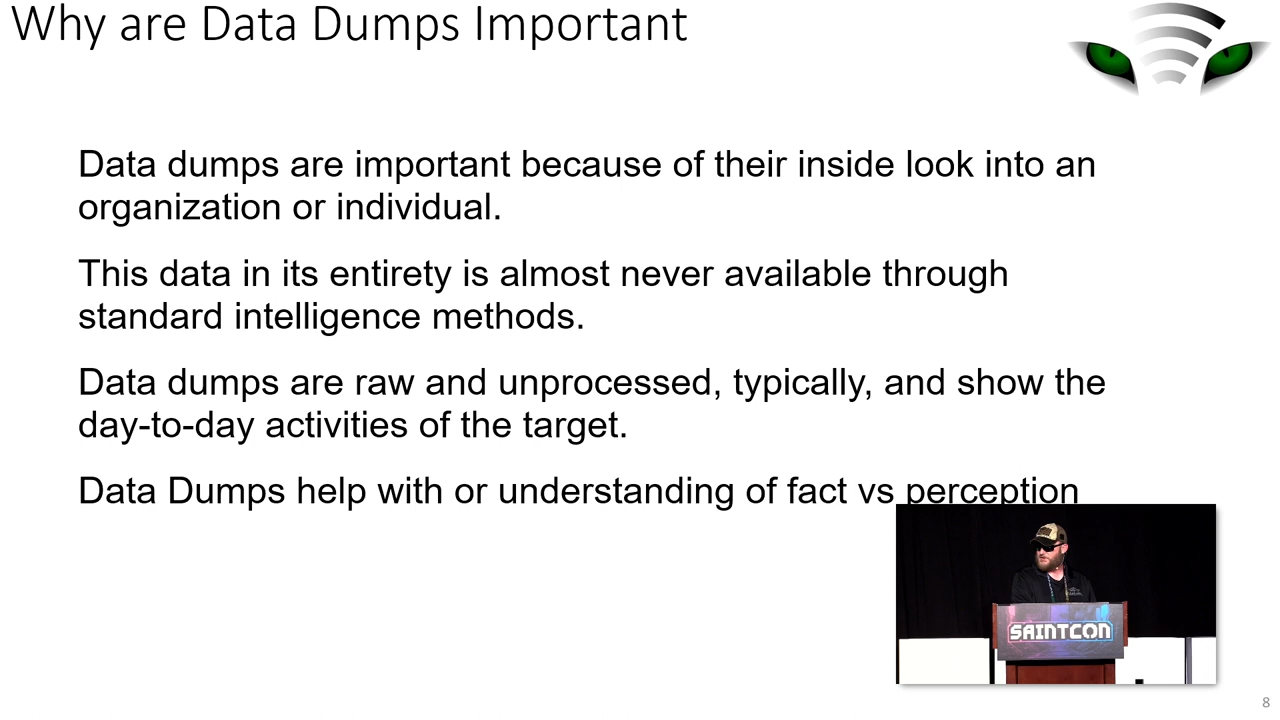 Why are Data Dumps Important
Data dumps are important because of their inside look into an
organization or individual.
This data in its entirety is almost never available through
standard intelligence methods.
Data dumps are raw and unprocessed, typically, and show the
day-to-day activities of the target.
Data Dumps help with or understanding of fact vs perception
SAINTCON
8